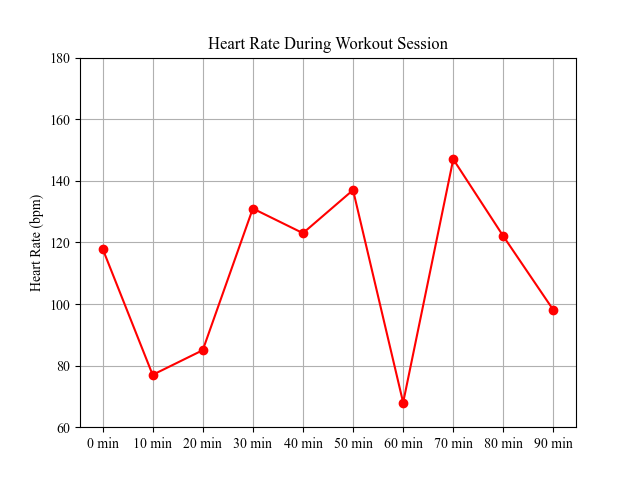 Heart Rate During Workout Session
180
160
140
120
100
80
60
Heart Rate (bpm)
0 min 10 min 20 min 30 min 40 min 50 min 60 min 70 min 80 min 90 min